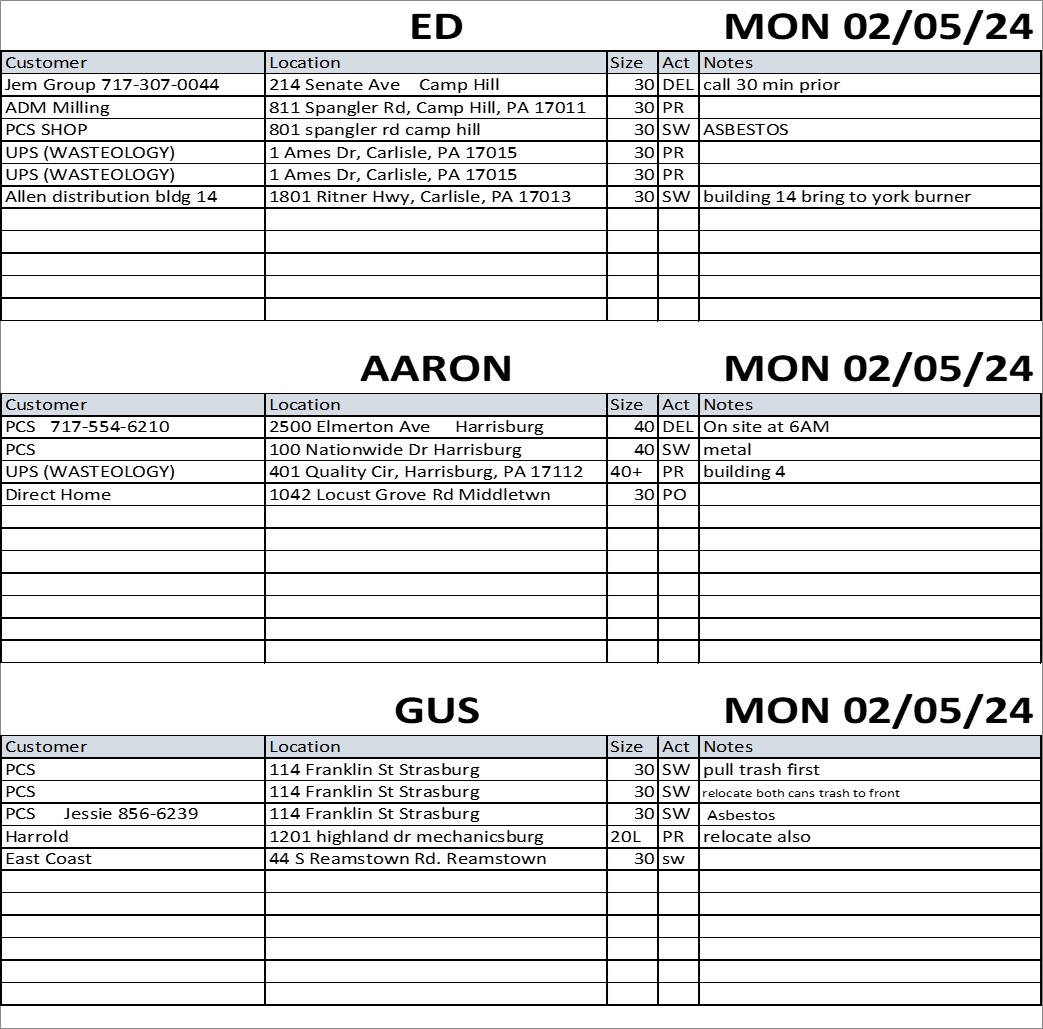 ED MON 02/05/24
Customer Location Size Act Notes
Jem Group 717-307-0044 214 Senate Ave Camp Hill 30 DEL call 30 min prior
ADM Milling 811 Spangler Rd, Camp Hill, PA 17011 30 PR
PCS SHOP 801 spangler rd camp hill 30 SW ASBESTOS
UPS (WASTEOLOGY) 1 Ames Dr, Carlisle, PA 17015 30 PR
UPS (WASTEOLOGY) 1 Ames Dr, Carlisle, PA 17015 30 PR
Allen distribution bldg 14 1801 Ritner Hwy, Carlisle, PA 17013 30 SW building 14 bring to york burner
AARON MON 02/05/24
Customer Location Size Act Notes
PCS 717-554-6210 2500 Elmerton Ave Harrisburg 40 DEL On site at 6AM
PCS 100 Nationwide Dr Harrisburg 40 SW metal
UPS (WASTEOLOGY) 401 Quality Cir, Harrisburg, PA 17112 40+ PR building 4
Direct Home 1042 Locust Grove Rd Middletwn 30 PO
GUS MON 02/05/24
Customer Location Size Act Notes
PCS 114 Franklin St Strasburg 30 SW pull trash first
PCS 114 Franklin St Strasburg 30 SW relocate both cans trash to front
PCS Jessie 856-6239 114 Franklin St Strasburg 30 SW Asbestos
Harrold 1201 highland dr mechanicsburg 20L PR relocate also
East Coast 44 S Reamstown Rd. Reamstown 30 sw